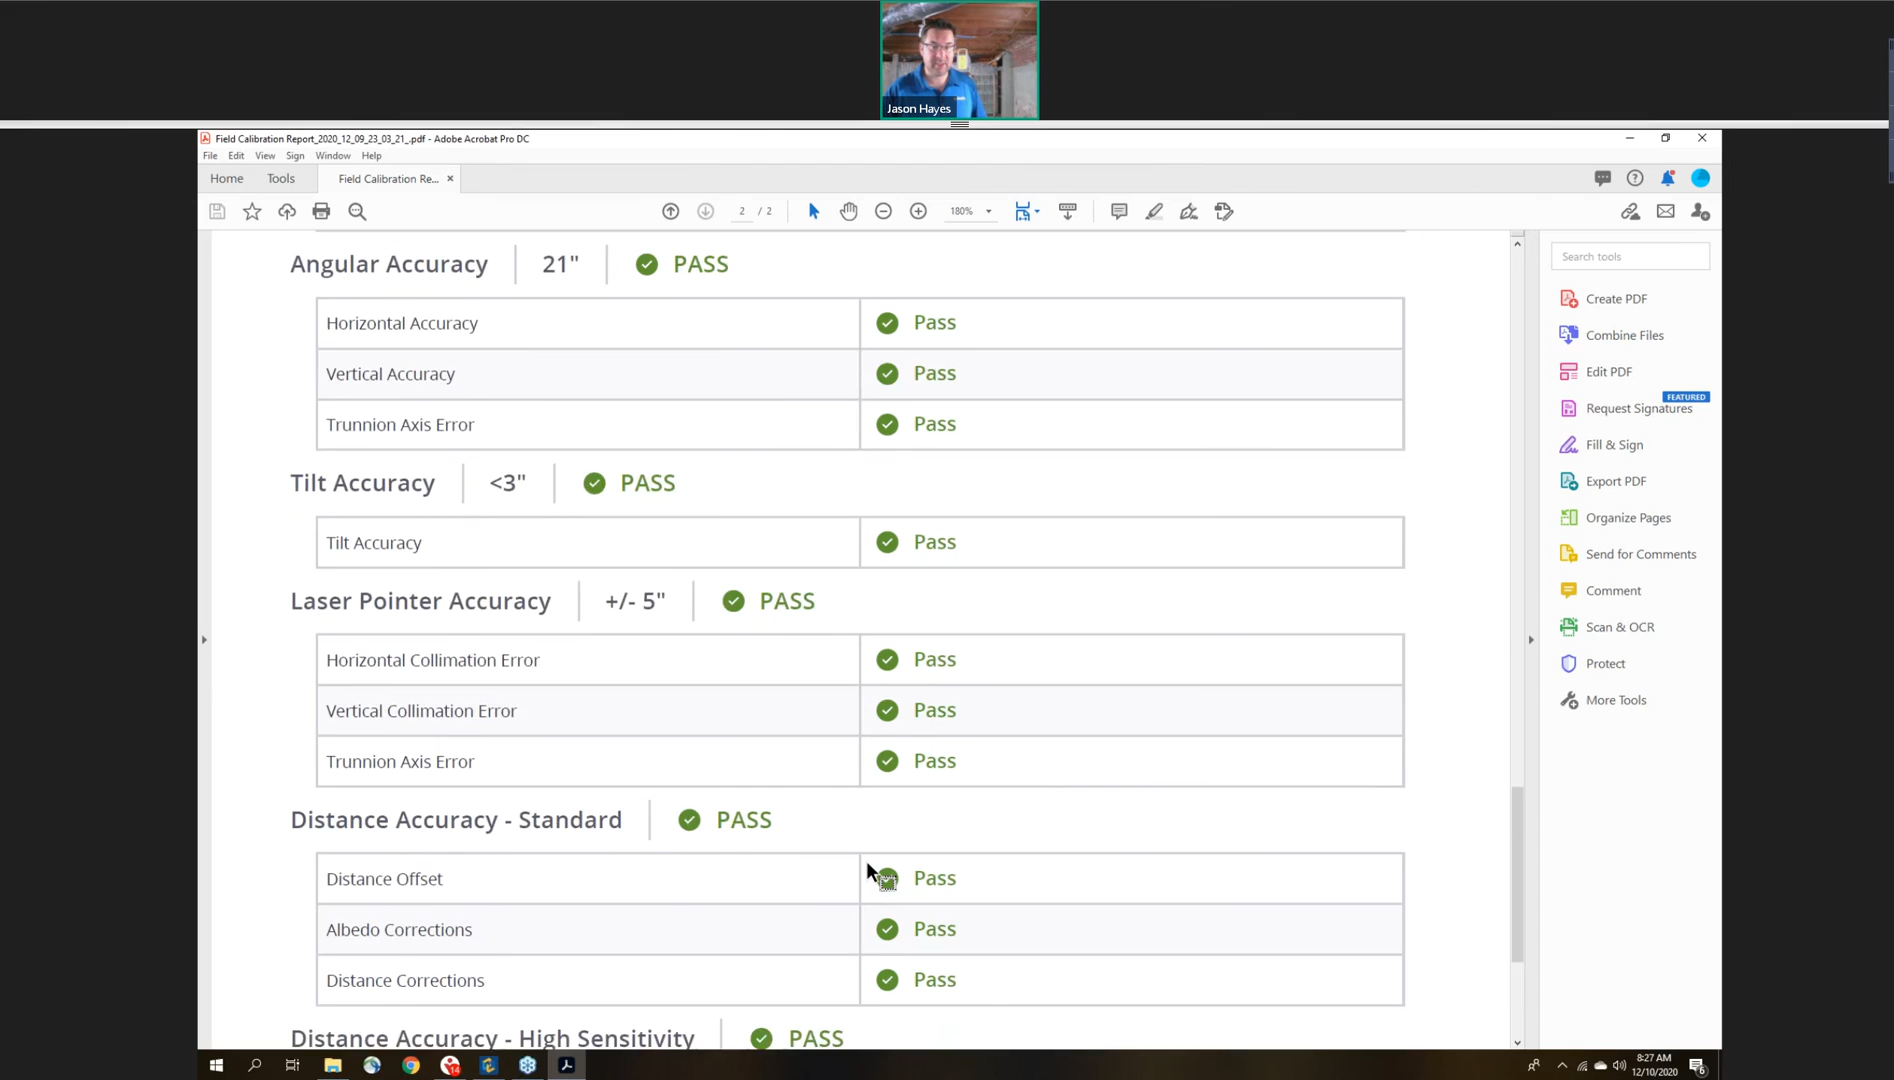 Jason Hayes
Field Calibration Report_2020_12_09_23_03_21_.pdf - Adobe Acrobat Pro DC
File Edit View Sign Window Help
Home Tools Field Calibration Re...
2 / 2 180%
Search tools
Create PDF
Combine Files
Edit PDF
FEATURED
Request Signatures
Fill & Sign
Export PDF
Organize Pages
Send for Comments
Comment
Scan & OCR
Protect
More Tools
Angular Accuracy 21" PASS
Horizontal Accuracy Pass
Vertical Accuracy Pass
Trunnion Axis Error Pass
Tilt Accuracy <3" PASS
Tilt Accuracy Pass
Laser Pointer Accuracy +/- 5" PASS
Horizontal Collimation Error Pass
Vertical Collimation Error Pass
Trunnion Axis Error Pass
Distance Accuracy - Standard PASS
Distance Offset Pass
Albedo Corrections Pass
Distance Corrections Pass
Distance Accuracy - High Sensitivity PASS
14
8:27 AM
12/10/2020
6